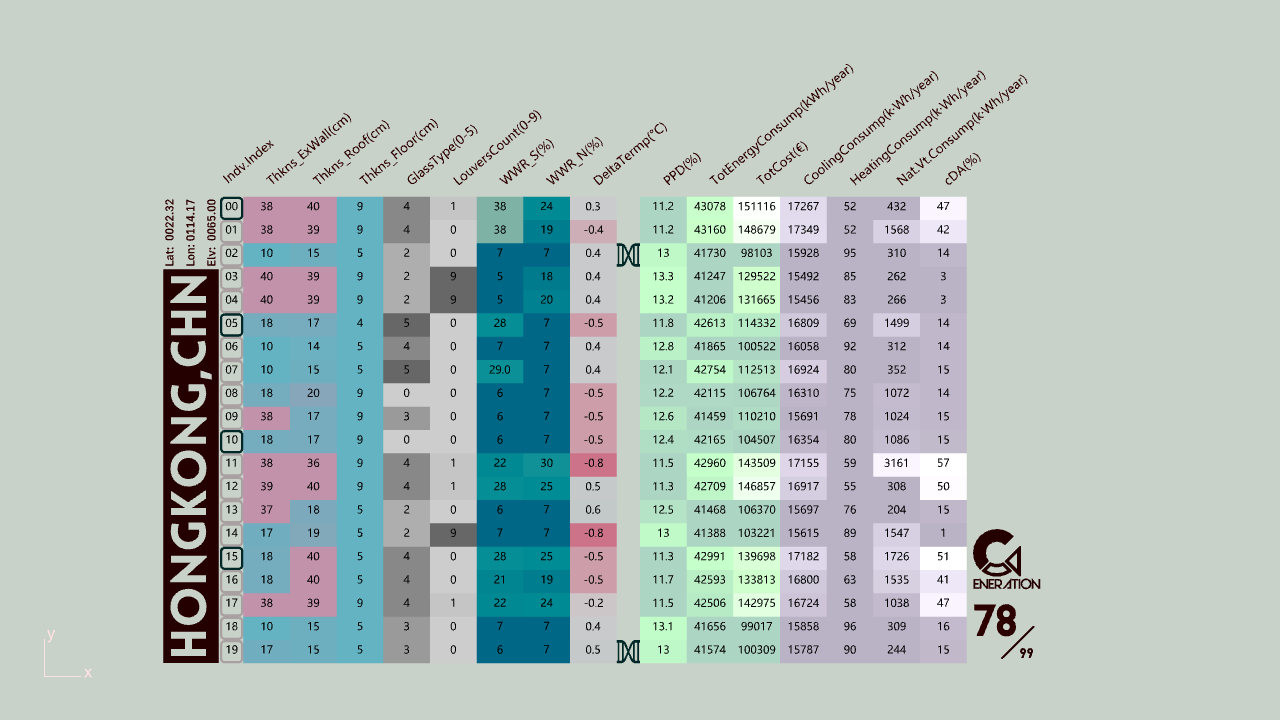 Indv.Index Thkns_ExWall(cm) Thkns_Roof(cm) Thkns_Floor(cm) GlassType(0-5) LouversCount(0-9) WWR_S(%) WWR_N(%) DeltaTermp(°C) PPD(%) TotEnergyConsump(kWh/year) TotCost(€) CoolingConsump(k·Wh/year) HeatingConsump(k·Wh/year) Nat.Vt.Consump(k·Wh/year) cDA(%)
Lat: 0022.32
Lon: 0114.17
Elv: 0065.00
HONGKONG,CHN
00 38 40 9 4 1 38 24 0.3 11.2 43078 151116 17267 52 432 47
01 38 39 9 4 0 38 19 -0.4 11.2 43160 148679 17349 52 1568 42
02 10 15 5 2 0 7 7 0.4 13 41730 98103 15928 95 310 14
03 40 39 9 2 9 5 18 0.4 13.3 41247 129522 15492 85 262 3
04 40 39 9 2 9 5 20 0.4 13.2 41206 131665 15456 83 266 3
05 18 17 4 5 0 28 7 -0.5 11.8 42613 114332 16809 69 1499 14
06 10 14 5 4 0 7 7 0.4 12.8 41865 100522 16058 92 312 14
07 10 15 5 5 0 29.0 7 0.4 12.1 42754 112513 16924 80 352 15
08 18 20 9 0 0 6 7 -0.5 12.2 42115 106764 16310 75 1072 14
09 38 17 9 3 0 6 7 -0.5 12.6 41459 110210 15691 78 1024 15
10 18 17 9 0 0 6 7 -0.5 12.4 42165 104507 16354 80 1086 15
11 38 36 9 4 1 22 30 -0.8 11.5 42960 143509 17155 59 3161 57
12 39 40 9 4 1 28 25 0.5 11.3 42709 146857 16917 55 308 50
13 37 18 5 2 0 6 7 0.6 12.5 41468 106370 15697 76 204 15
14 17 19 5 2 9 7 7 -0.8 13 41388 103221 15615 89 1547 1
15 18 40 5 4 0 28 25 -0.5 11.3 42991 139698 17182 58 1726 51
16 18 40 5 4 0 21 19 -0.5 11.7 42593 133813 16800 63 1535 41
17 38 39 9 4 1 22 24 -0.2 11.5 42506 142975 16724 58 1038 47
18 10 15 5 3 0 7 7 0.4 13.1 41656 99017 15858 96 309 16
19 17 15 5 3 0 6 7 0.5 13 41574 100309 15787 90 244 15
GENERATION
78/99
y
x